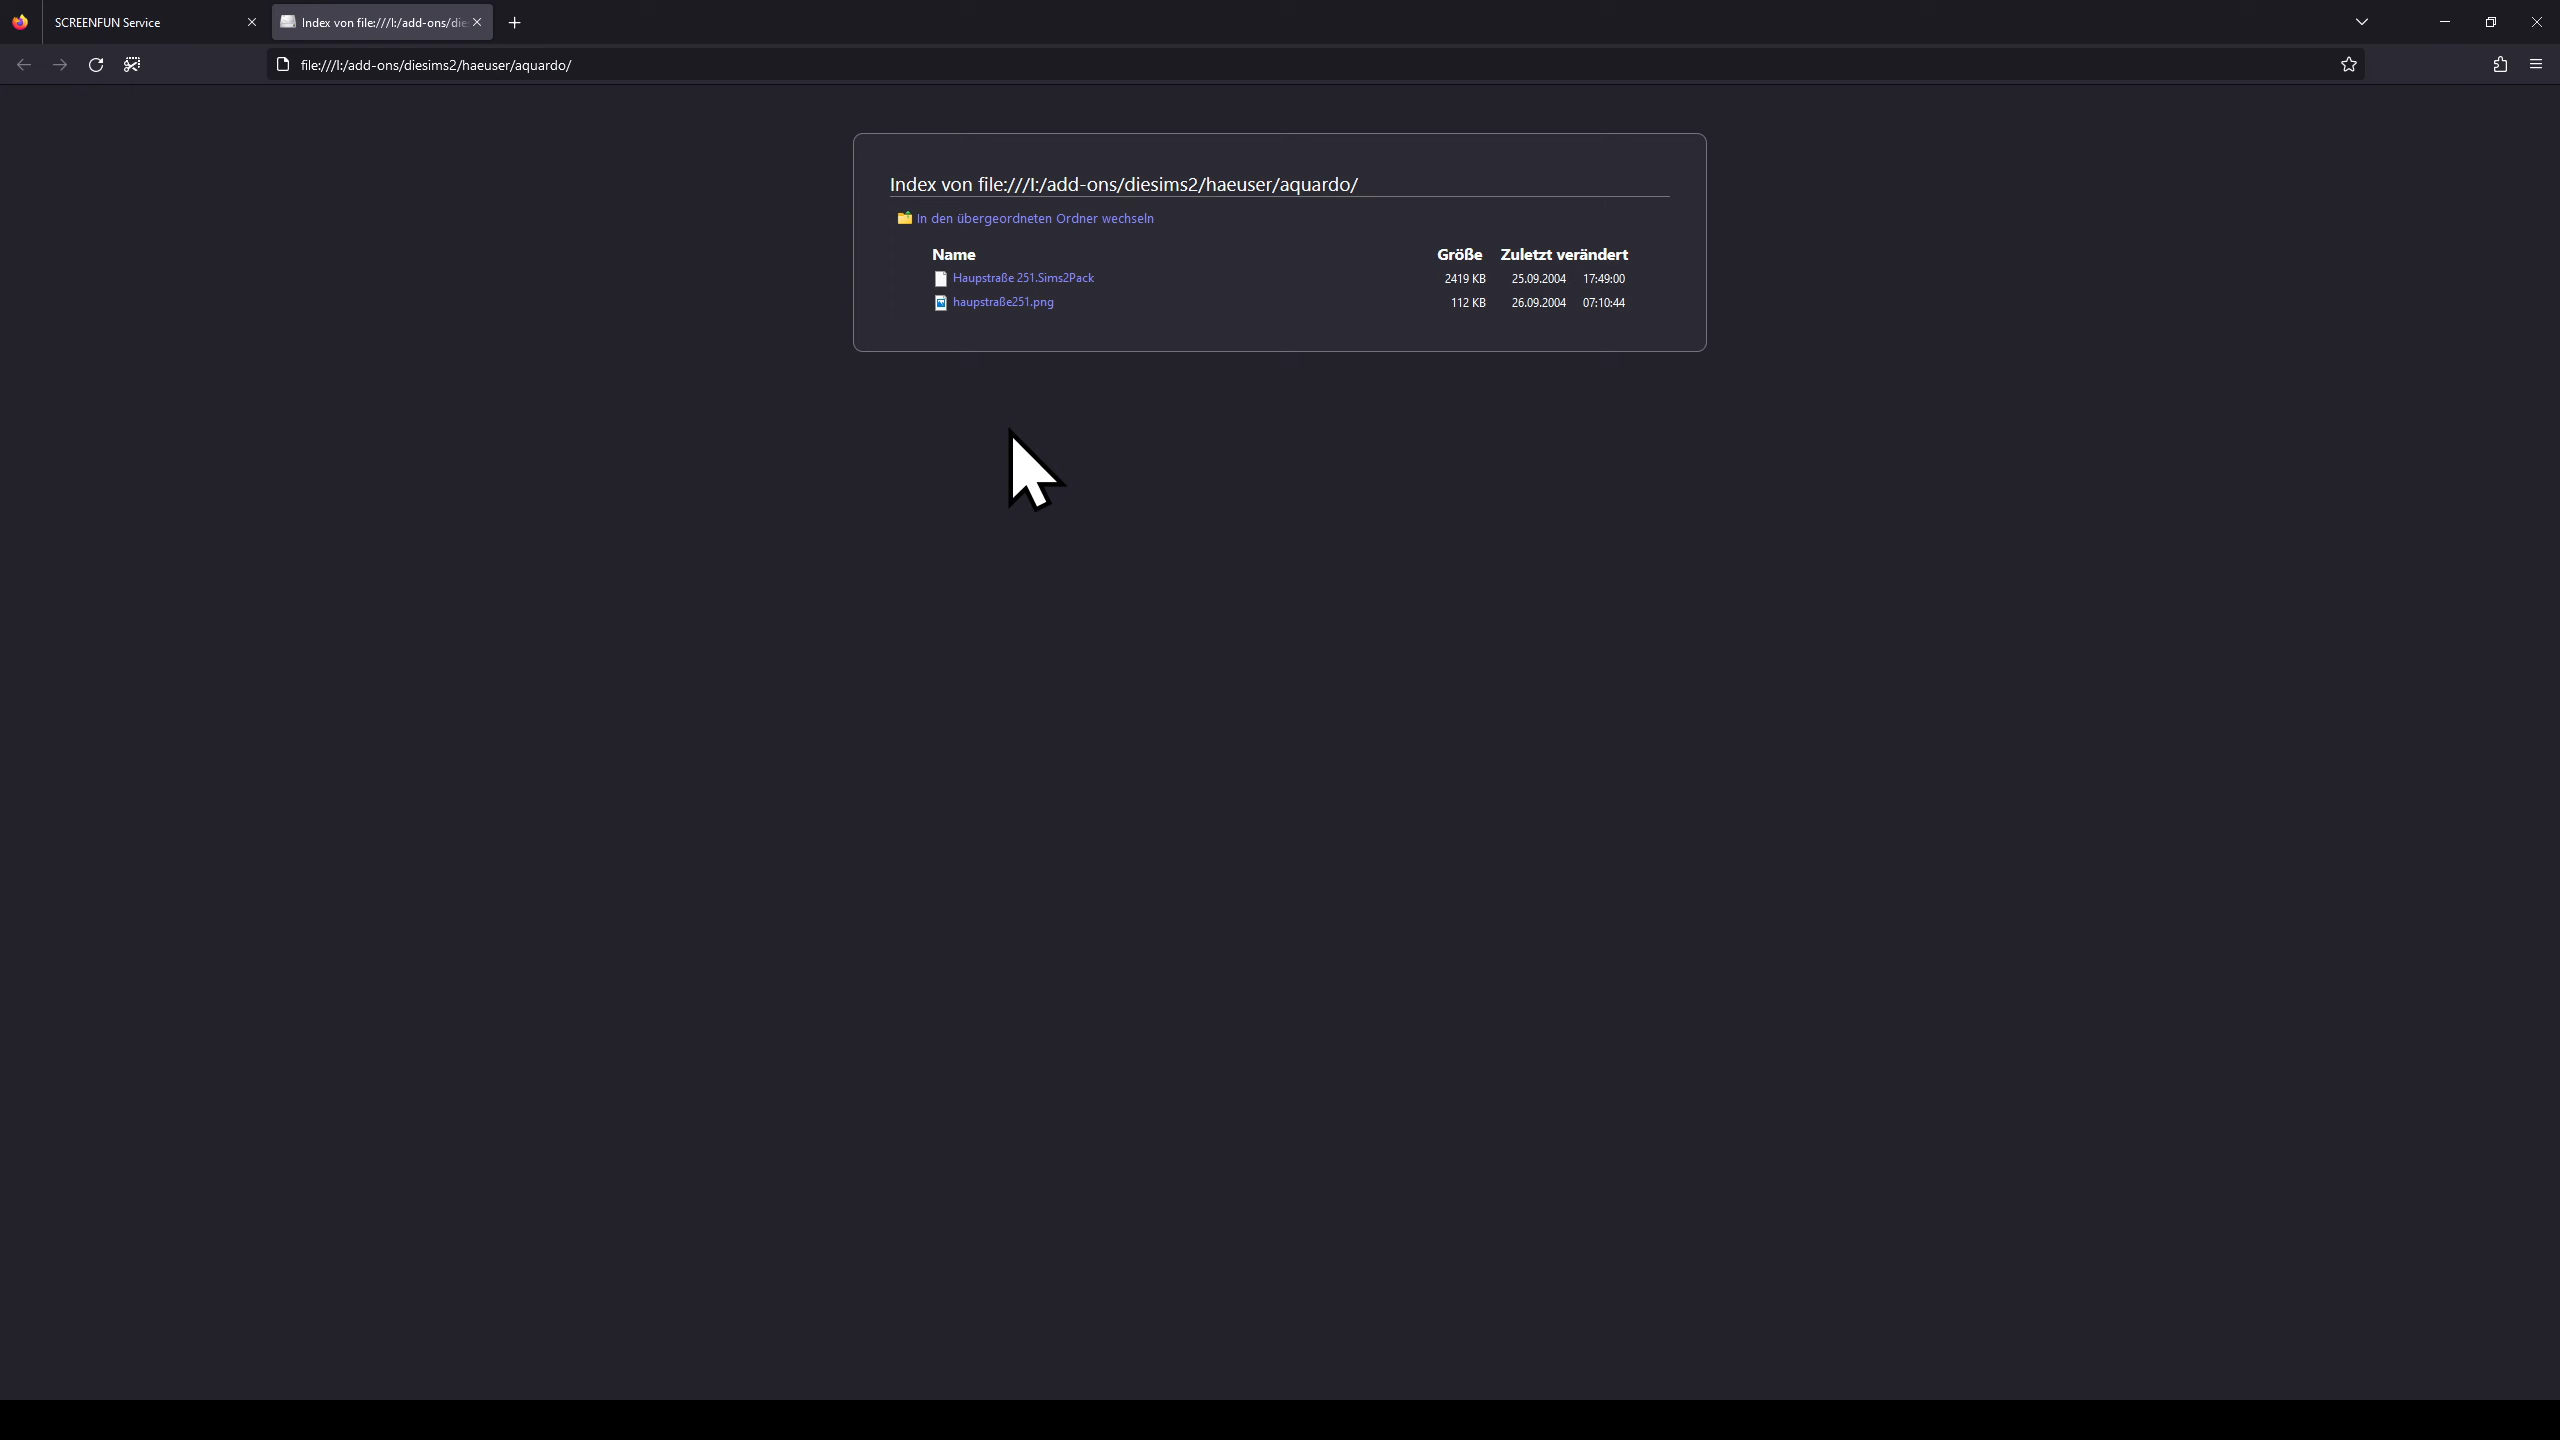 SCREENFUN Service
Index von file:///I:/add-ons/die
file:///I:/add-ons/diesims2/haeuser/aquardo/
Index von file:///I:/add-ons/diesims2/haeuser/aquardo/
In den übergeordneten Ordner wechseln
Name Größe Zuletzt verändert
Haupstraße 251.Sims2Pack 2419 KB 25.09.2004 17:49:00
haupstraße251.png 112 KB 26.09.2004 07:10:44